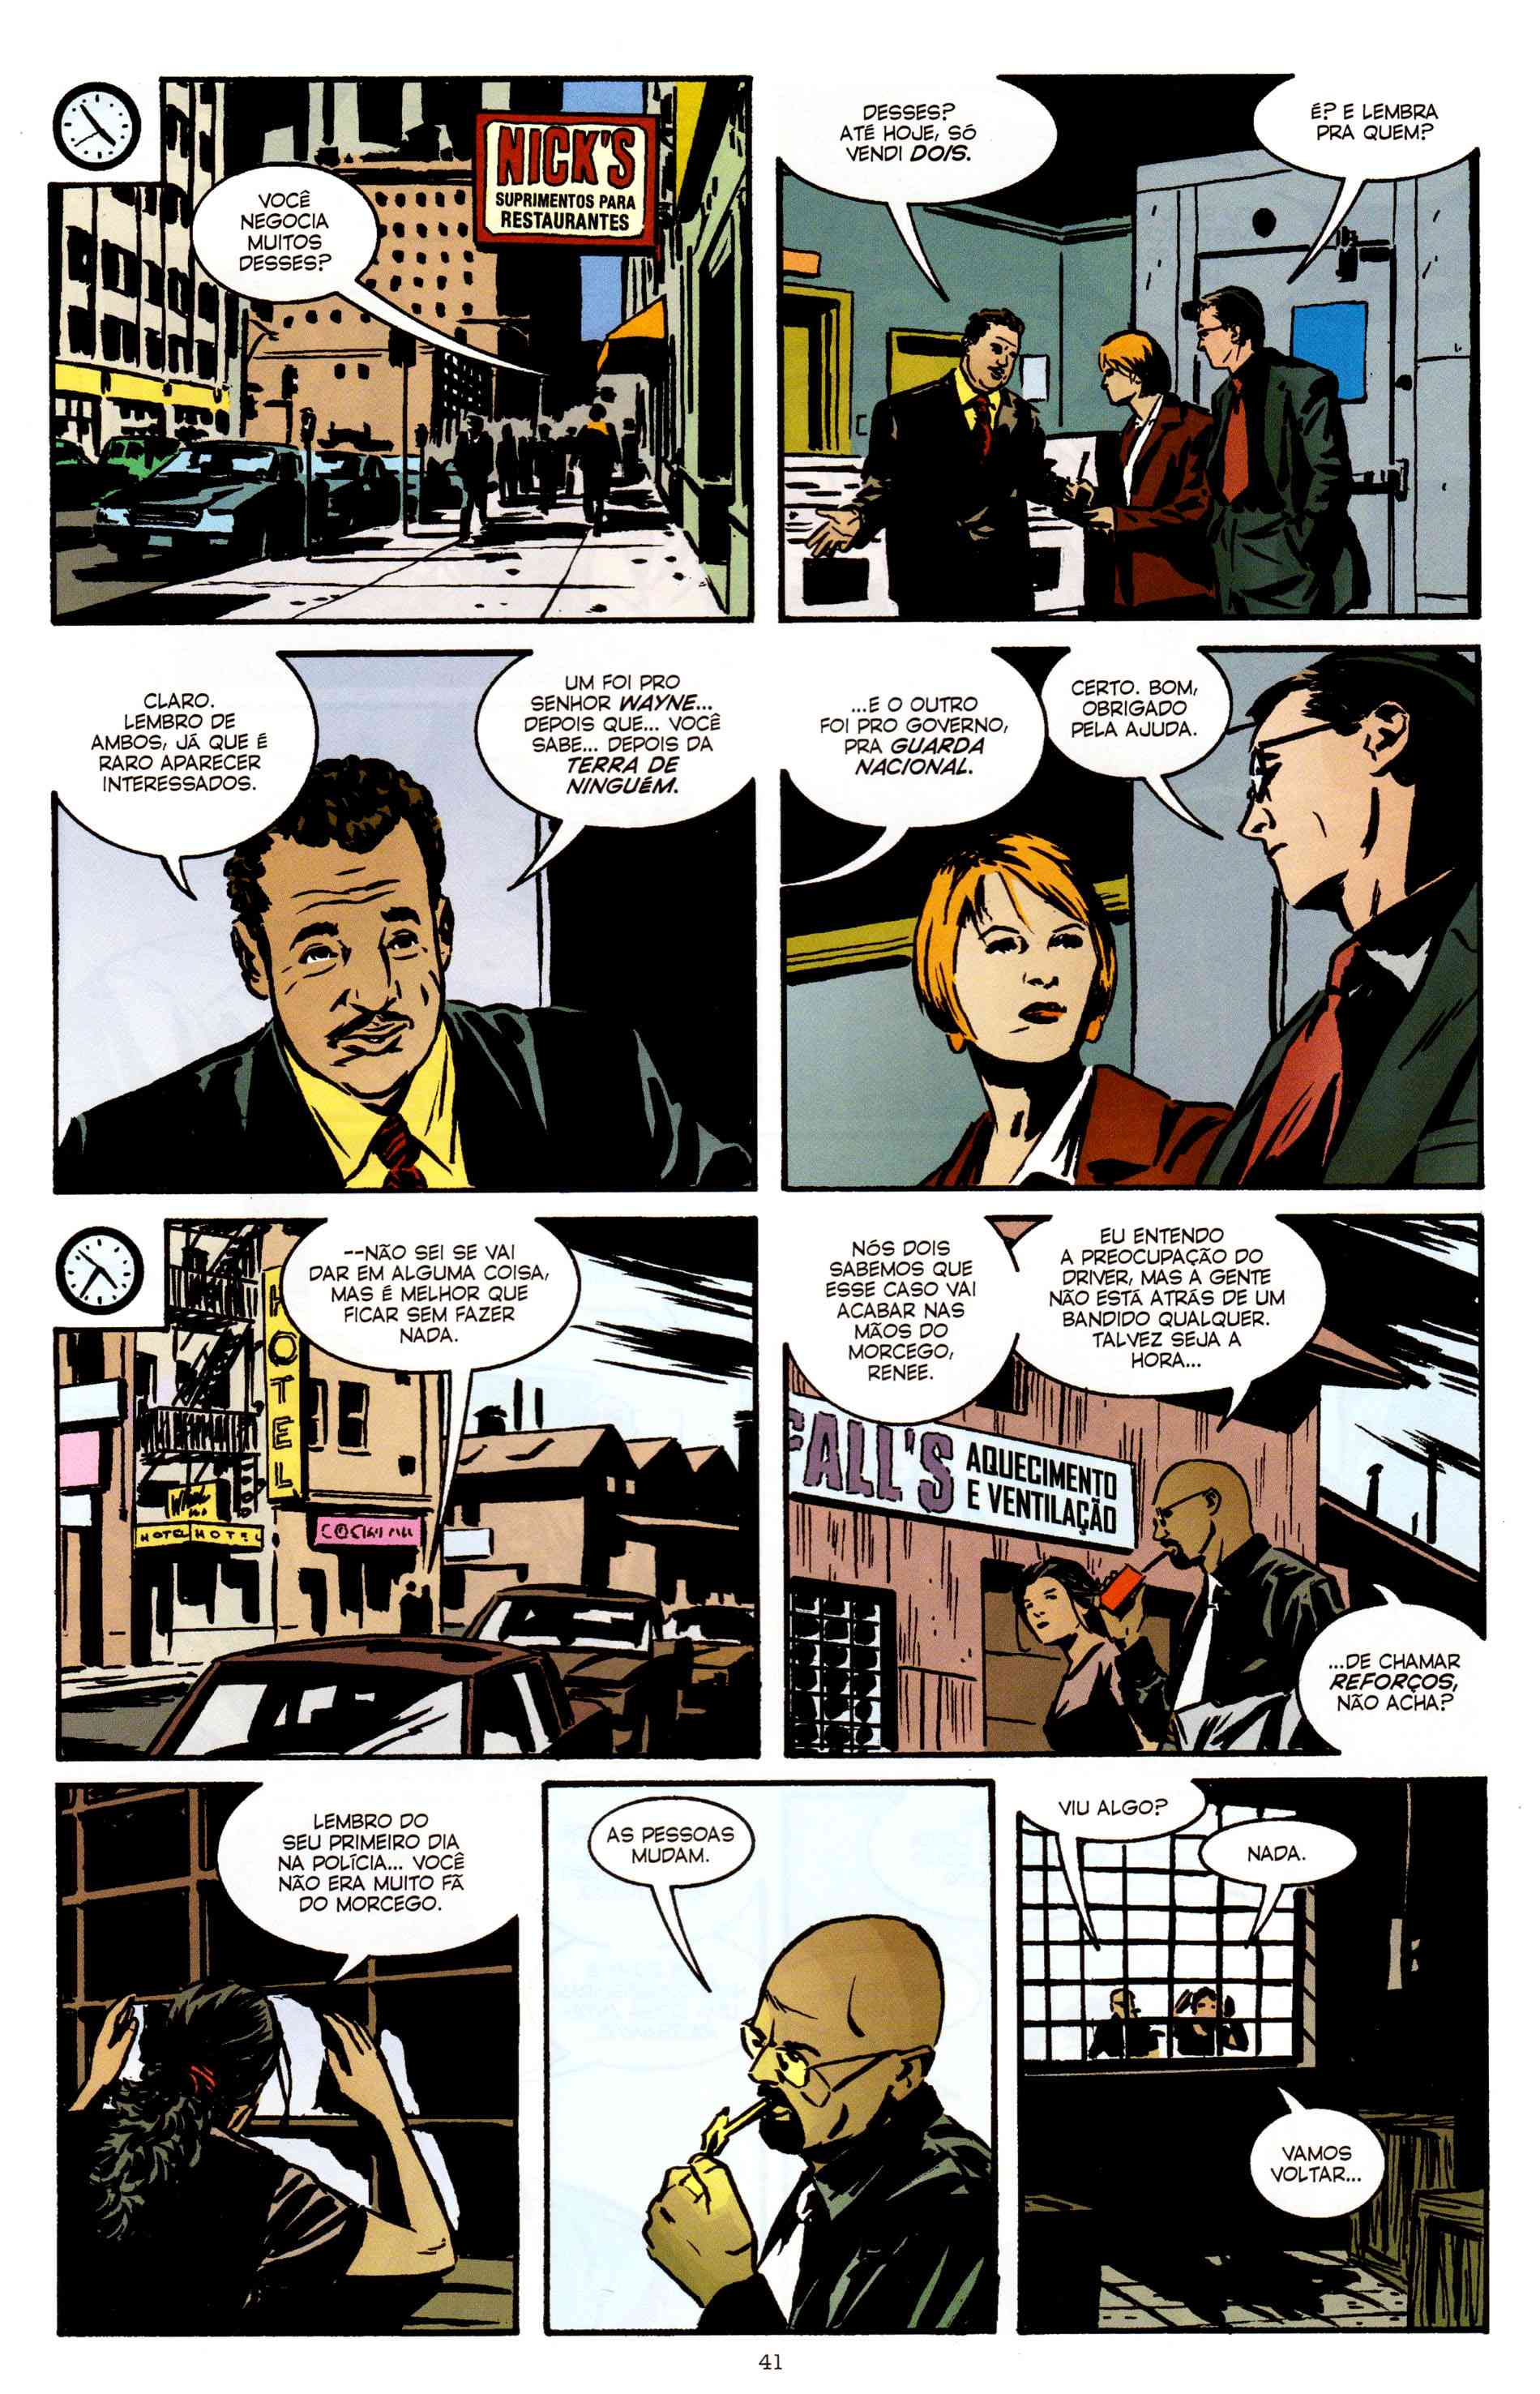 NICK'S
SUPRIMENTOS PARA
RESTAURANTES
VOCÊ
NEGOCIA
MUITOS
DESSES?
DESSES?
ATÉ HOJE, SÓ
VENDI DOIS.
É? E LEMBRA
PRA QUEM?
CLARO.
LEMBRO DE
AMBOS, JÁ QUE É
RARO APARECER
INTERESSADOS.
UM FOI PRO
SENHOR WAYNE...
DEPOIS QUE... VOCÊ
SABE... DEPOIS DA
TERRA DE
NINGUÉM.
...E O OUTRO
FOI PRO GOVERNO,
PRA GUARDA
NACIONAL.
CERTO. BOM,
OBRIGADO
PELA AJUDA.
--NÃO SEI SE VAI
DAR EM ALGUMA COISA,
MAS É MELHOR QUE
FICAR SEM FAZER
NADA.
HOTEL
HOTEL HOTEL
NÓS DOIS
SABEMOS QUE
ESSE CASO VAI
ACABAR NAS
MÃOS DO
MORCEGO,
RENEE.
EU ENTENDO
A PREOCUPAÇÃO DO
DRIVER, MAS A GENTE
NÃO ESTÁ ATRÁS DE UM
BANDIDO QUALQUER.
TALVEZ SEJA A
HORA...
FALL'S AQUECIMENTO
E VENTILAÇÃO
...DE CHAMAR
REFORÇOS,
NÃO ACHA?
LEMBRO DO
SEU PRIMEIRO DIA
NA POLÍCIA... VOCÊ
NÃO ERA MUITO FÃ
DO MORCEGO.
AS PESSOAS
MUDAM.
VIU ALGO?
NADA.
VAMOS
VOLTAR...
41